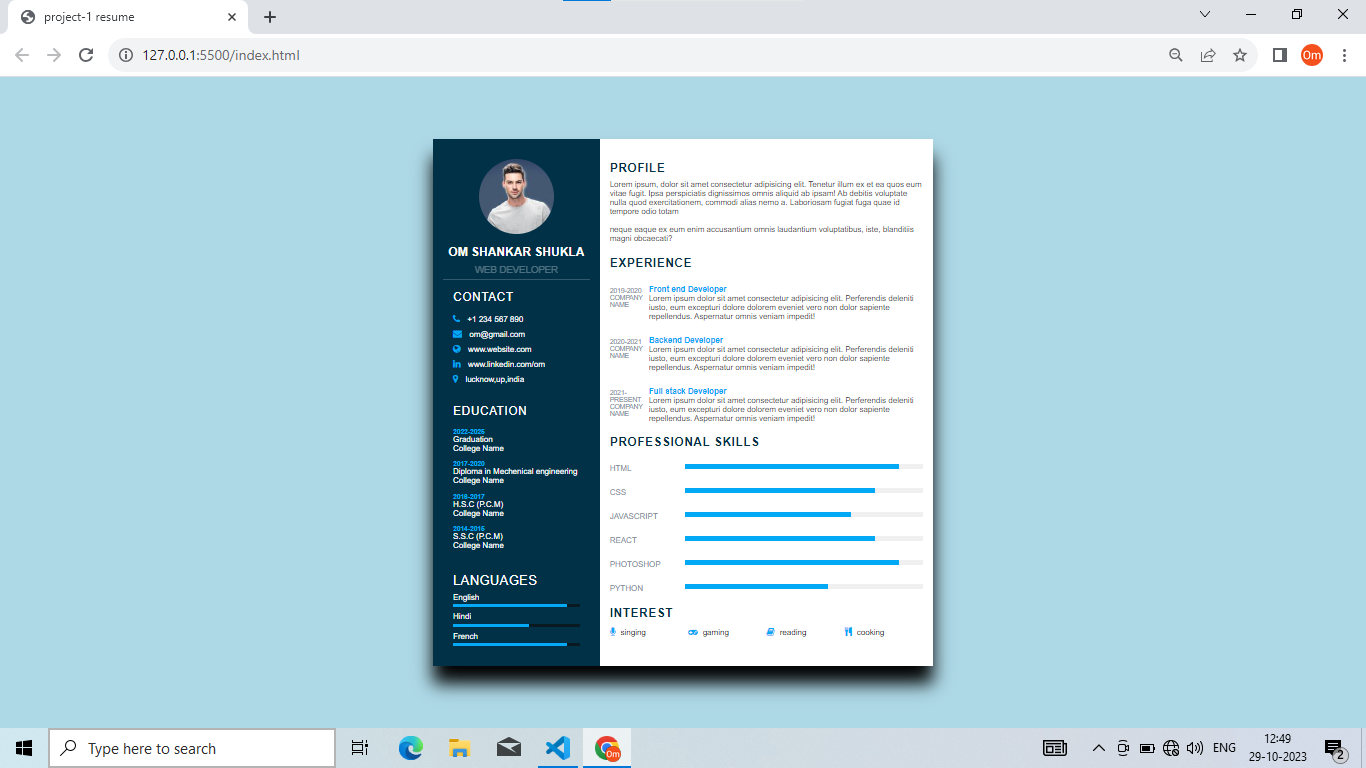 project-1 resume
127.0.0.1:5500/index.html
Om
OM SHANKAR SHUKLA
WEB DEVELOPER
CONTACT
+1 234 567 890
om@gmail.com
www.website.com
www.linkedin.com/om
lucknow,up,india
EDUCATION
2022-2025
Graduation
College Name
2017-2020
Diploma in Mechenical engineering
College Name
2016-2017
H.S.C (P.C.M)
College Name
2014-2015
S.S.C (P.C.M)
College Name
LANGUAGES
English
Hindi
French
PROFILE
Lorem ipsum, dolor sit amet consectetur adipisicing elit. Tenetur illum ex et ea quos eum
vitae fugit. Ipsa perspiciatis dignissimos omnis aliquid ab ipsam! Ab debitis voluptate
nulla quod exercitationem, commodi alias nemo a. Laboriosam fugiat fuga quae id
tempore odio totam
neque eaque ex eum enim accusantium omnis laudantium voluptatibus, iste, blanditiis
magni obcaecati?
EXPERIENCE
2019-2020
COMPANY
NAME
Front end Developer
Lorem ipsum dolor sit amet consectetur adipisicing elit. Perferendis deleniti
iusto, eum excepturi dolore dolorem eveniet vero non dolor sapiente
repellendus. Aspernatur omnis veniam impedit!
2020-2021
COMPANY
NAME
Backend Developer
Lorem ipsum dolor sit amet consectetur adipisicing elit. Perferendis deleniti
iusto, eum excepturi dolore dolorem eveniet vero non dolor sapiente
repellendus. Aspernatur omnis veniam impedit!
2021-
PRESENT
COMPANY
NAME
Full stack Developer
Lorem ipsum dolor sit amet consectetur adipisicing elit. Perferendis deleniti
iusto, eum excepturi dolore dolorem eveniet vero non dolor sapiente
repellendus. Aspernatur omnis veniam impedit!
PROFESSIONAL SKILLS
HTML
CSS
JAVASCRIPT
REACT
PHOTOSHOP
PYTHON
INTEREST
singing gaming reading cooking
Type here to search
Om
ENG
12:49
29-10-2023
2